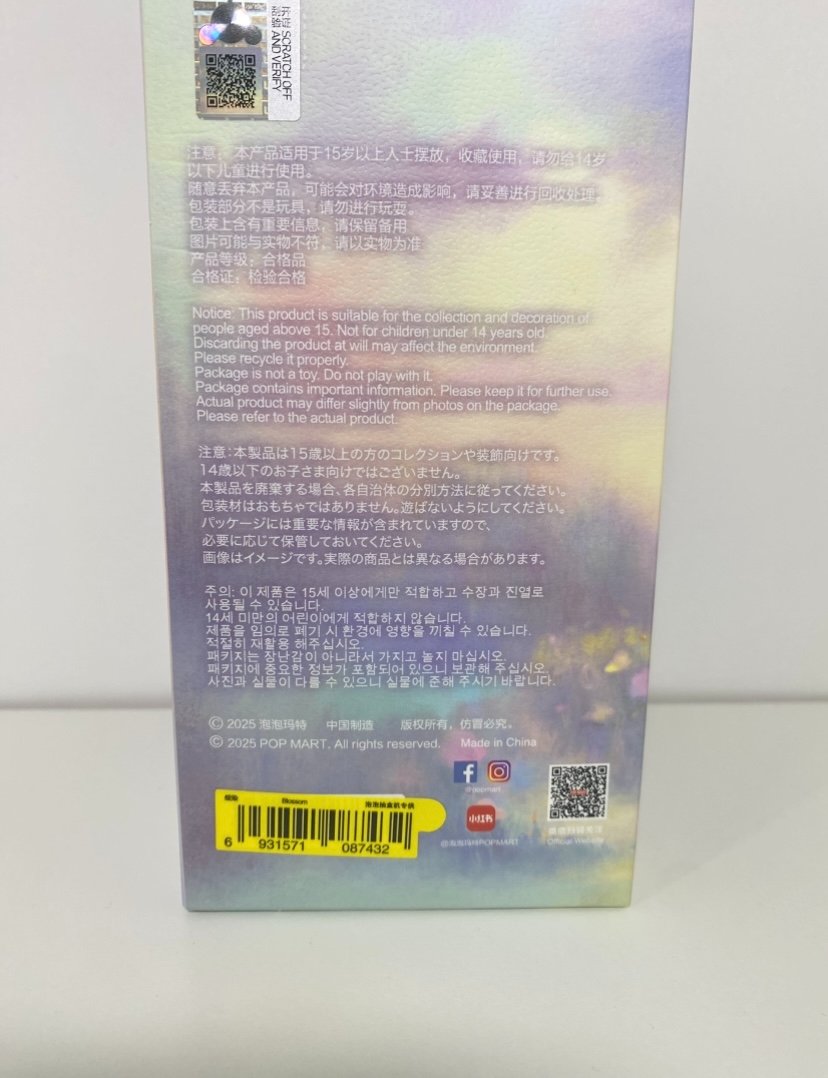 SCRATCH OFF
AND VERIFY
注意：本产品适用于15岁以上人士摆放，收藏使用，请勿给14岁
以下儿童进行使用。
随意丢弃本产品，可能会对环境造成影响，请妥善进行回收处理。
包装部分不是玩具，请勿进行玩耍。
包装上含有重要信息，请保留备用
图片可能与实物不符，请以实物为准
产品等级：合格品
合格证：检验合格
Notice: This product is suitable for the collection and decoration of
people aged above 15. Not for children under 14 years old.
Discarding the product at will may affect the environment.
Please recycle it properly.
Package is not a toy. Do not play with it.
Package contains important information. Please keep it for further use.
Actual product may differ slightly from photos on the package.
Please refer to the actual product.
注意：本製品は15歳以上の方のコレクションや装飾向けです。
14歳以下のお子さま向けではございません。
本製品を廃棄する場合、各自治体の分別方法に従ってください。
包装材はおもちゃではありません。遊ばないようにしてください。
パッケージには重要な情報が含まれていますので、
必要に応じて保管しておいてください。
画像はイメージです。実際の商品とは異なる場合があります。
주의: 이 제품은 15세 이상에게만 적합하고 수장과 진열로
사용될 수 있습니다.
14세 미만의 어린이에게 적합하지 않습니다.
제품을 임의로 폐기 시 환경에 영향을 끼칠 수 있습니다.
적절히 재활용 해주십시오.
패키지는 장난감이 아니라서 가지고 놀지 마십시오.
패키지에 중요한 정보가 포함되어 있으니 보관해 주십시오.
사진과 실물이 다를 수 있으니 실물에 준해 주시기 바랍니다.
© 2025 泡泡玛特 中国制造 版权所有，仿冒必究。
© 2025 POP MART. All rights reserved. Made in China
@popmart
小红书
@泡泡玛特POPMART
Official Website
Blossom 泡泡抽盒机专供
6 931571 087432